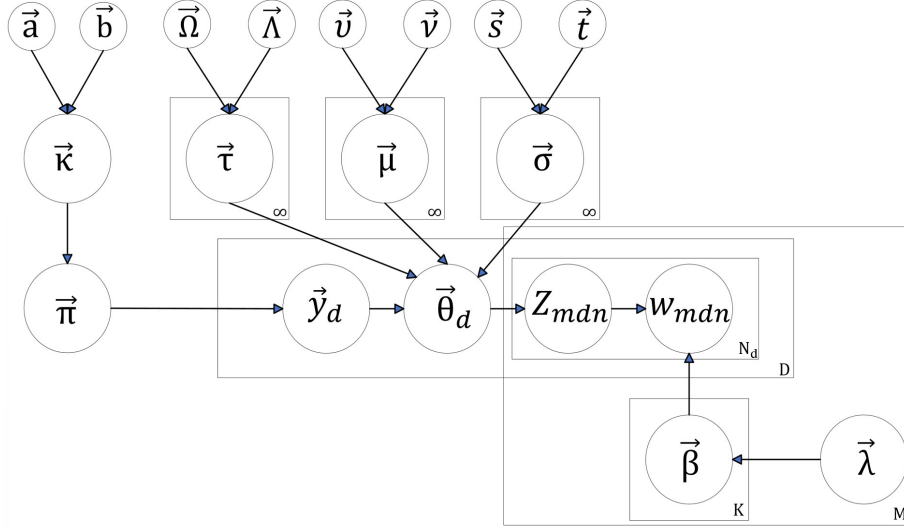 a⃗ b⃗ Ω⃗ Λ⃗ υ⃗ ν⃗ s⃗ t⃗
κ⃗ τ⃗ μ⃗ σ⃗
∞ ∞ ∞
π⃗ y⃗_d θ⃗_d Z_mdn w_mdn
N_d
D
β⃗ λ⃗
K M